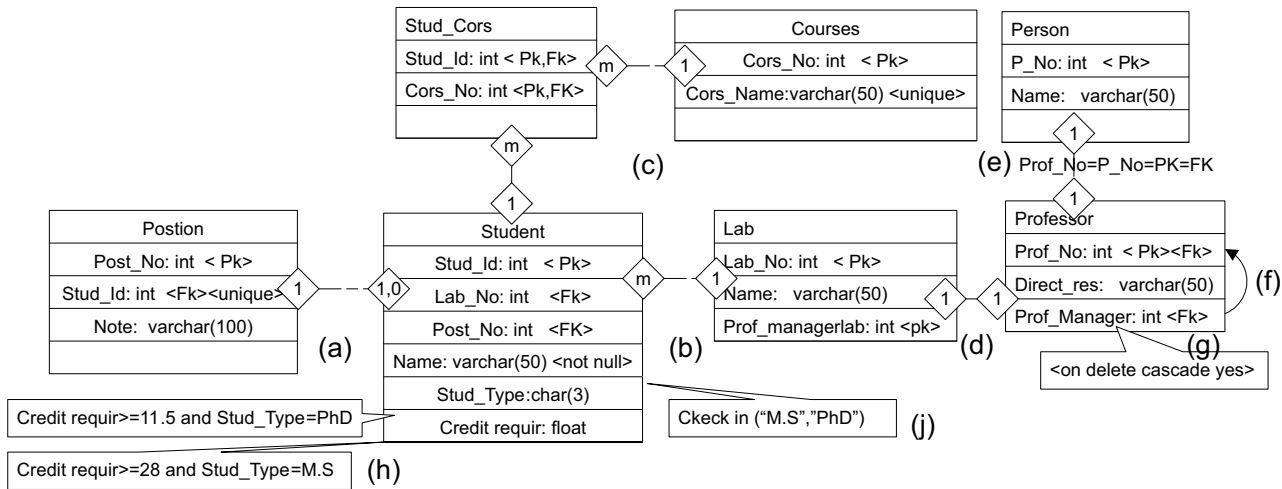 Stud_Cors
Stud_Id: int < Pk,Fk>
Cors_No: int <Pk,FK>
m
1
m
1
Courses
Cors_No: int < Pk>
Cors_Name:varchar(50) <unique>
(c)
Person
P_No: int < Pk>
Name: varchar(50)
1
(e)
Prof_No=P_No=PK=FK
1
Postion
Post_No: int < Pk>
Stud_Id: int <Fk><unique>
Note: varchar(100)
1
1,0
(a)
Student
Stud_Id: int < Pk>
Lab_No: int <Fk>
Post_No: int <FK>
Name: varchar(50) <not null>
Stud_Type:char(3)
Credit requir: float
m
1
(b)
Lab
Lab_No: int < Pk>
Name: varchar(50)
Prof_managerlab: int <pk>
1
1
(d)
Professor
Prof_No: int < Pk><Fk>
Direct_res: varchar(50)
Prof_Manager: int <Fk>
(f)
(g)
<on delete cascade yes>
Credit requir>=11.5 and Stud_Type=PhD
Ckeck in (“M.S”,”PhD”)
(j)
Credit requir>=28 and Stud_Type=M.S
(h)